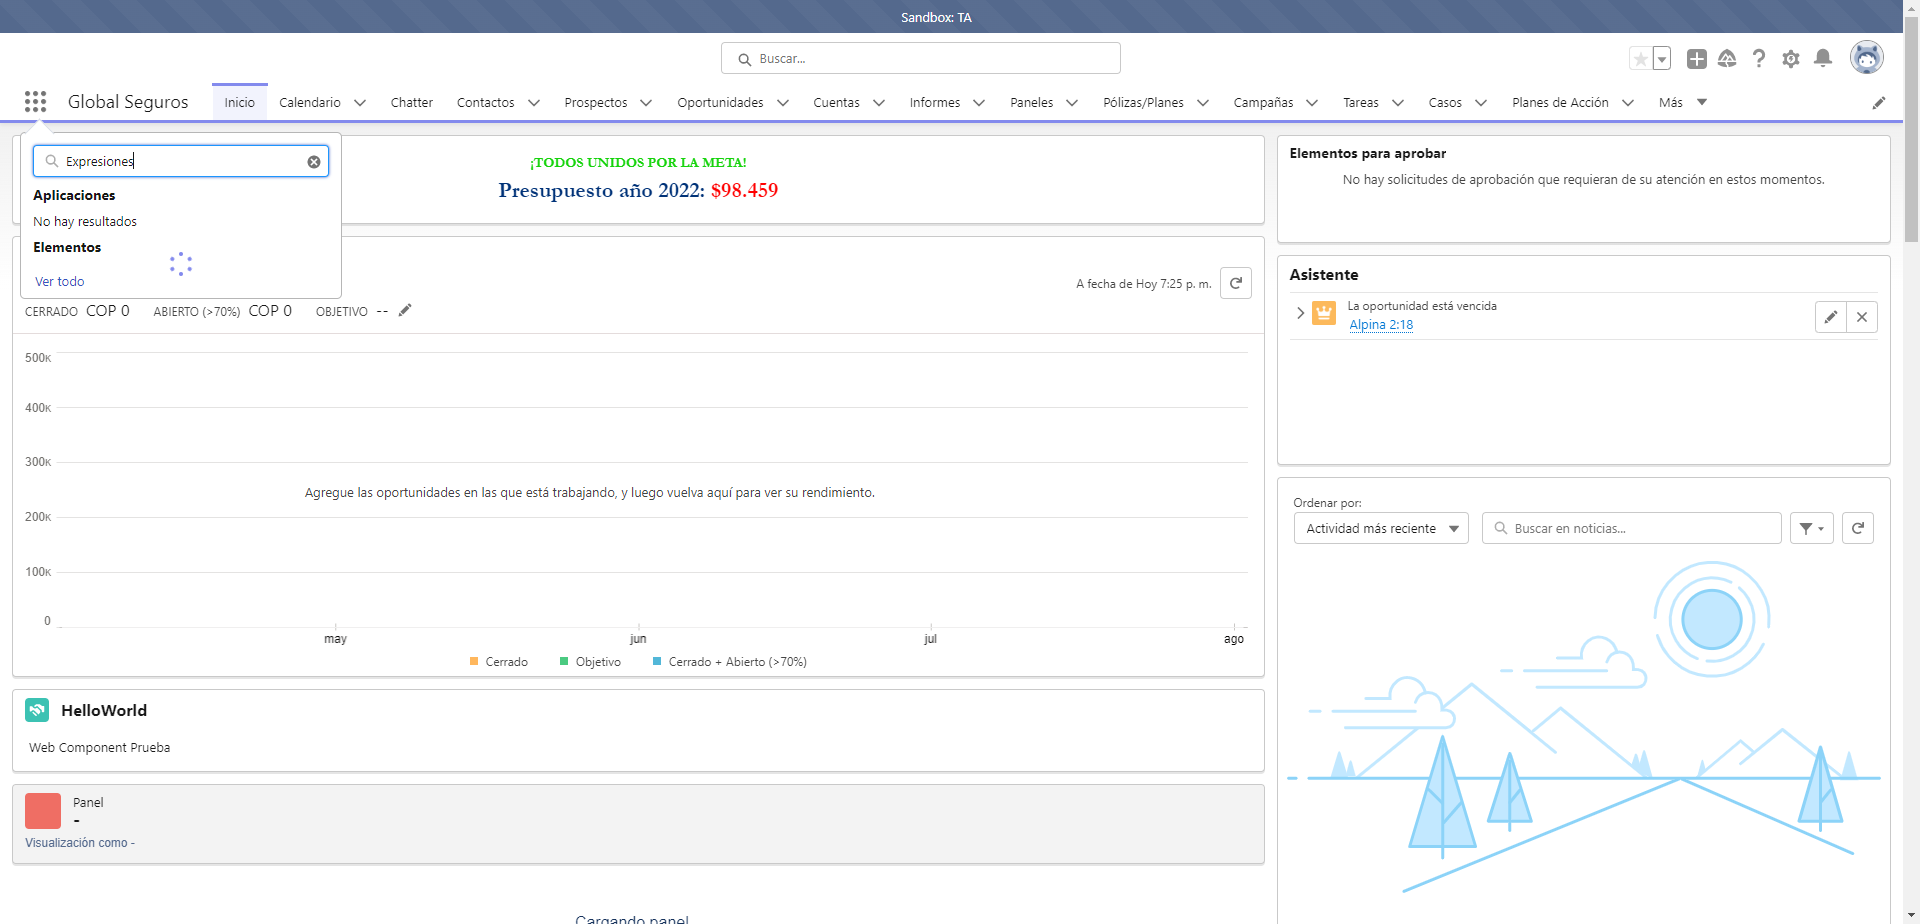 Sandbox: TA
Buscar...
Global Seguros
Inicio
Calendario
Chatter
Contactos
Prospectos
Oportunidades
Cuentas
Informes
Paneles
Pólizas/Planes
Campañas
Tareas
Casos
Planes de Acción
Más
Expresiones
Aplicaciones
No hay resultados
Elementos
Ver todo
¡TODOS UNIDOS POR LA META!
Presupuesto año 2022: $98.459
A fecha de Hoy 7:25 p. m.
CERRADO COP 0 ABIERTO (>70%) COP 0 OBJETIVO --
500K
400K
300K
200K
100K
0
Agregue las oportunidades en las que está trabajando, y luego vuelva aquí para ver su rendimiento.
may
jun
jul
ago
Cerrado
Objetivo
Cerrado + Abierto (>70%)
HelloWorld
Web Component Prueba
Panel
-
Visualización como -
Cargando panel
Elementos para aprobar
No hay solicitudes de aprobación que requieran de su atención en estos momentos.
Asistente
La oportunidad está vencida
Alpina 2:18
Ordenar por:
Actividad más reciente
Buscar en noticias...